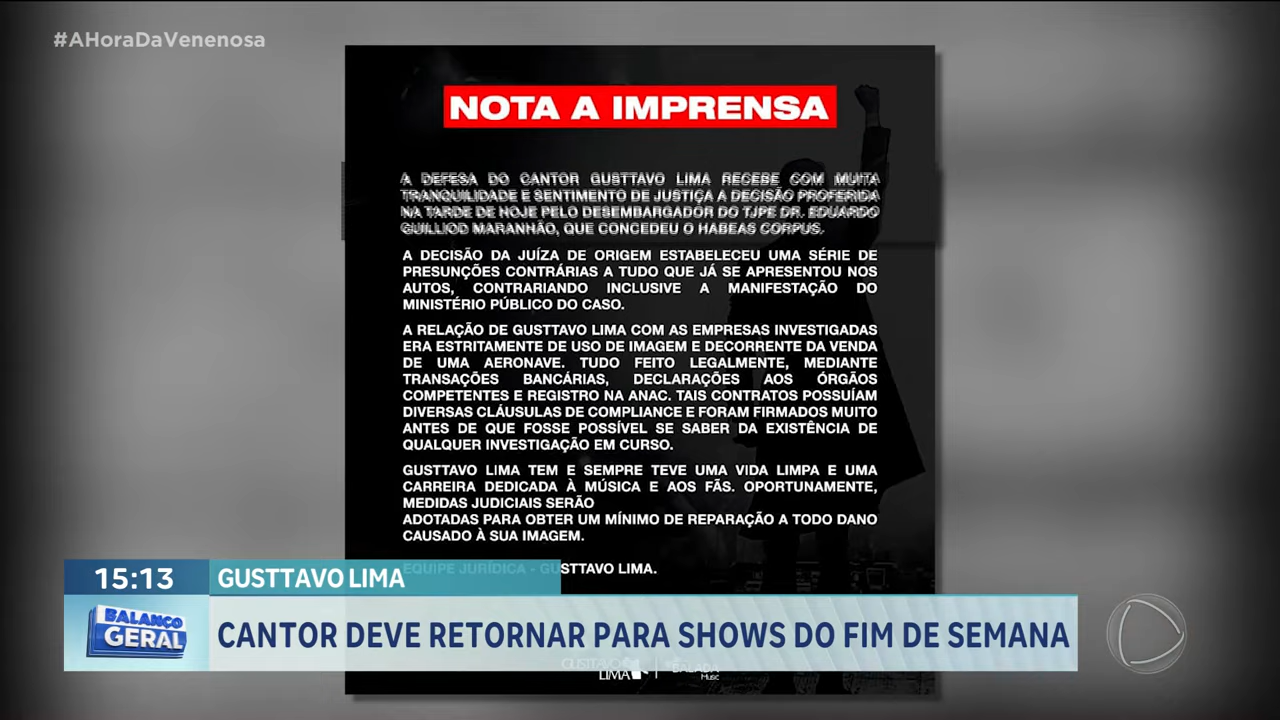 #AHoraDaVenenosa
NOTA A IMPRENSA
A DEFESA DO CANTOR GUSTTAVO LIMA RECEBE COM MUITA
TRANQUILIDADE E SENTIMENTO DE JUSTIÇA A DECISÃO PROFERIDA
NA TARDE DE HOJE PELO DESEMBARGADOR DO TJPE DR. EDUARDO
GUILLIOD MARANHÃO, QUE CONCEDEU O HABEAS CORPUS.
A DECISÃO DA JUÍZA DE ORIGEM ESTABELECEU UMA SÉRIE DE
PRESUNÇÕES CONTRÁRIAS A TUDO QUE JÁ SE APRESENTOU NOS
AUTOS, CONTRARIANDO INCLUSIVE A MANIFESTAÇÃO DO
MINISTÉRIO PÚBLICO DO CASO.
A RELAÇÃO DE GUSTTAVO LIMA COM AS EMPRESAS INVESTIGADAS
ERA ESTRITAMENTE DE USO DE IMAGEM E DECORRENTE DA VENDA
DE UMA AERONAVE. TUDO FEITO LEGALMENTE, MEDIANTE
TRANSAÇÕES BANCÁRIAS, DECLARAÇÕES AOS ÓRGÃOS
COMPETENTES E REGISTRO NA ANAC. TAIS CONTRATOS POSSUÍAM
DIVERSAS CLÁUSULAS DE COMPLIANCE E FORAM FIRMADOS MUITO
ANTES DE QUE FOSSE POSSÍVEL SE SABER DA EXISTÊNCIA DE
QUALQUER INVESTIGAÇÃO EM CURSO.
GUSTTAVO LIMA TEM E SEMPRE TEVE UMA VIDA LIMPA E UMA
CARREIRA DEDICADA À MÚSICA E AOS FÃS. OPORTUNAMENTE,
MEDIDAS JUDICIAIS SERÃO
ADOTADAS PARA OBTER UM MÍNIMO DE REPARAÇÃO A TODO DANO
CAUSADO À SUA IMAGEM.
EQUIPE JURÍDICA - GUSTTAVO LIMA.
15:13 GUSTTAVO LIMA
BALANÇO
GERAL
CANTOR DEVE RETORNAR PARA SHOWS DO FIM DE SEMANA
GUSTTAVO
LIMA
BALADA
Music